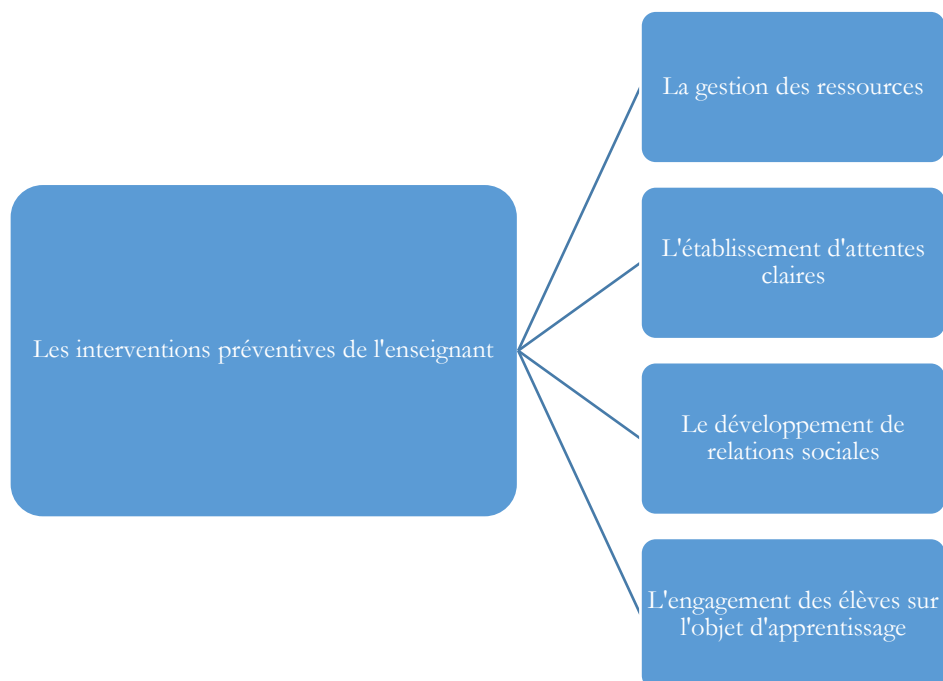 Les interventions préventives de l'enseignant
La gestion des ressources
L'établissement d'attentes
claires
Le développement de
relations sociales
L'engagement des élèves sur
l'objet d'apprentissage